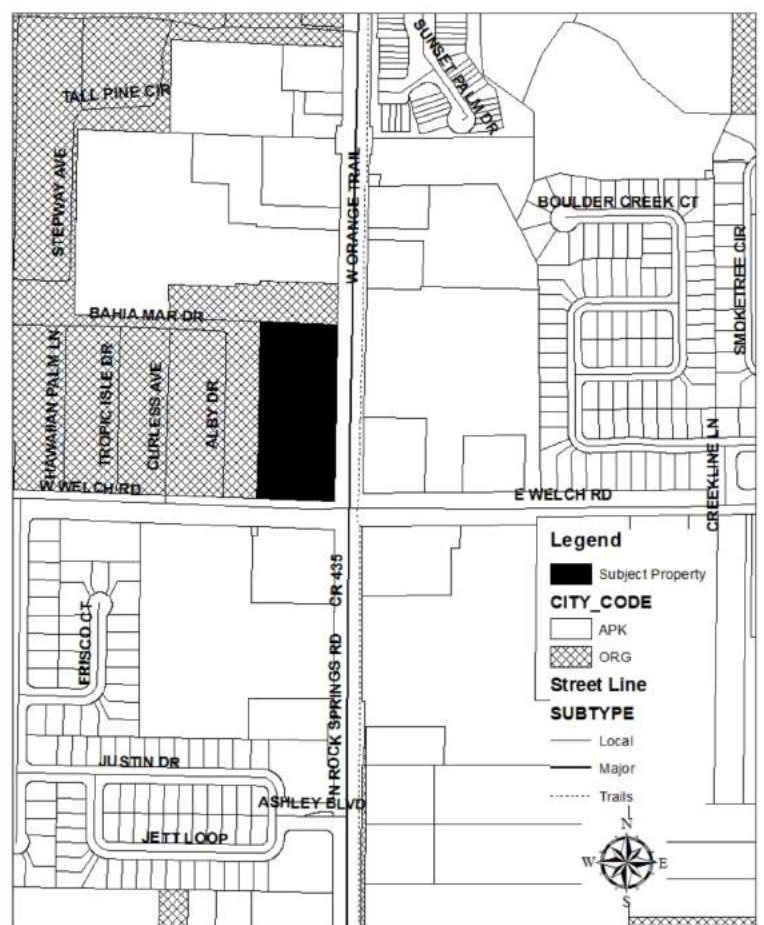 SUNSET PALM DR
TALL PINE CIR
STEPWAY AVE
W ORANGE TRAIL
BOULDER CREEK CT
SMOKETREE CIR
BAHIA MAR DR
HAWAIIAN PALM LN
TROPIC ISLE DR
CURLESS AVE
ALBY DR
W WELCH RD
E WELCH RD
CREEKLINE LN
CR 435
N ROCK SPRINGS RD
FRISCO CT
JUSTIN DR
ASHLEY BLVD
JETT LOOP
Legend
Subject Property
CITY_CODE
APK
ORG
Street Line
SUBTYPE
Local
Major
Trails
N
W E
S